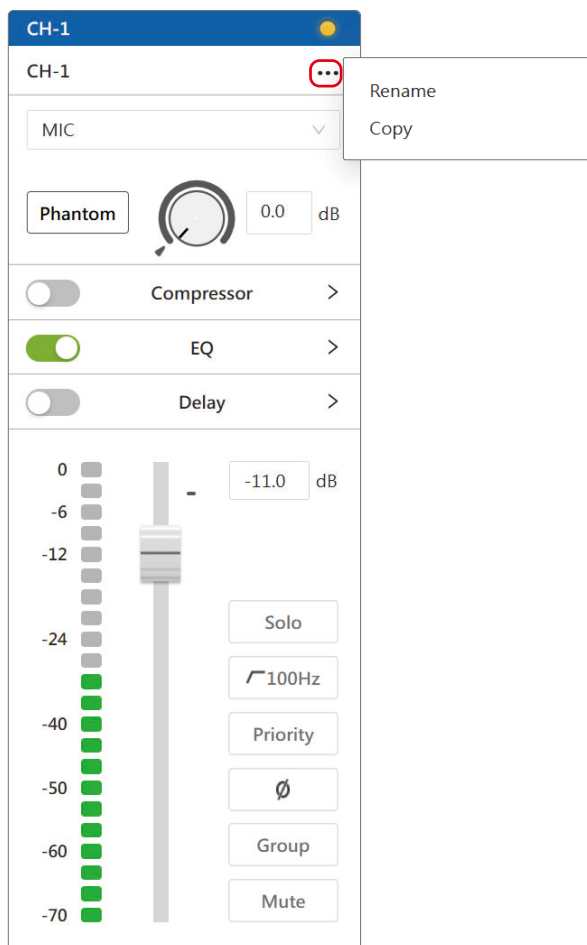 CH-1
CH-1 •••
Rename
Copy
MIC
Phantom 0.0 dB
Compressor
EQ
Delay
0
-11.0 dB
-6
-12
Solo
-24
100Hz
-40
Priority
-50
Ø
Group
-60
Mute
-70